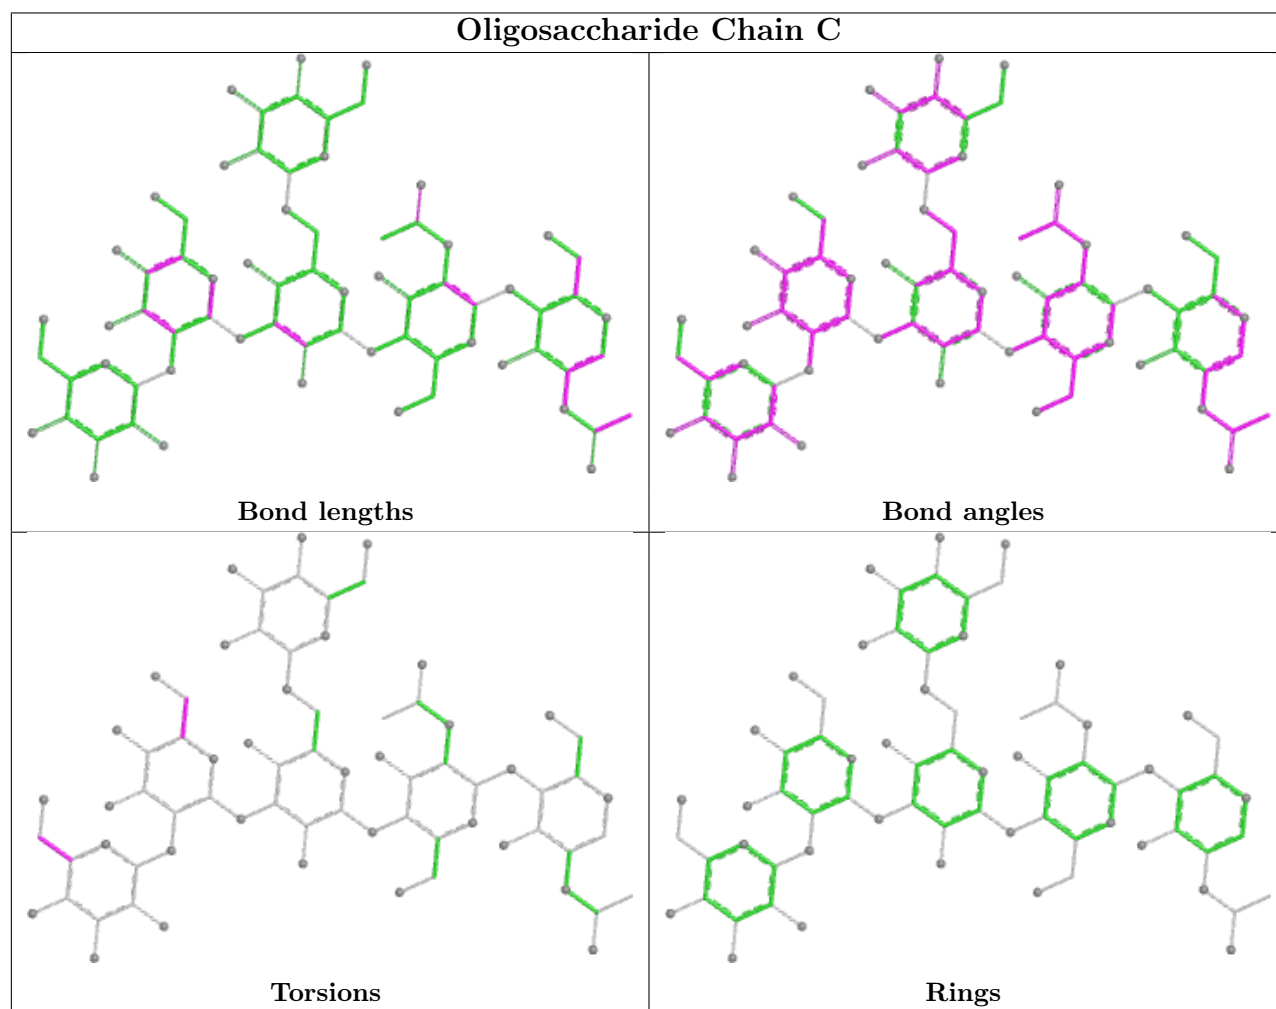 Oligosaccharide Chain C
Bond lengths
Bond angles
Torsions
Rings